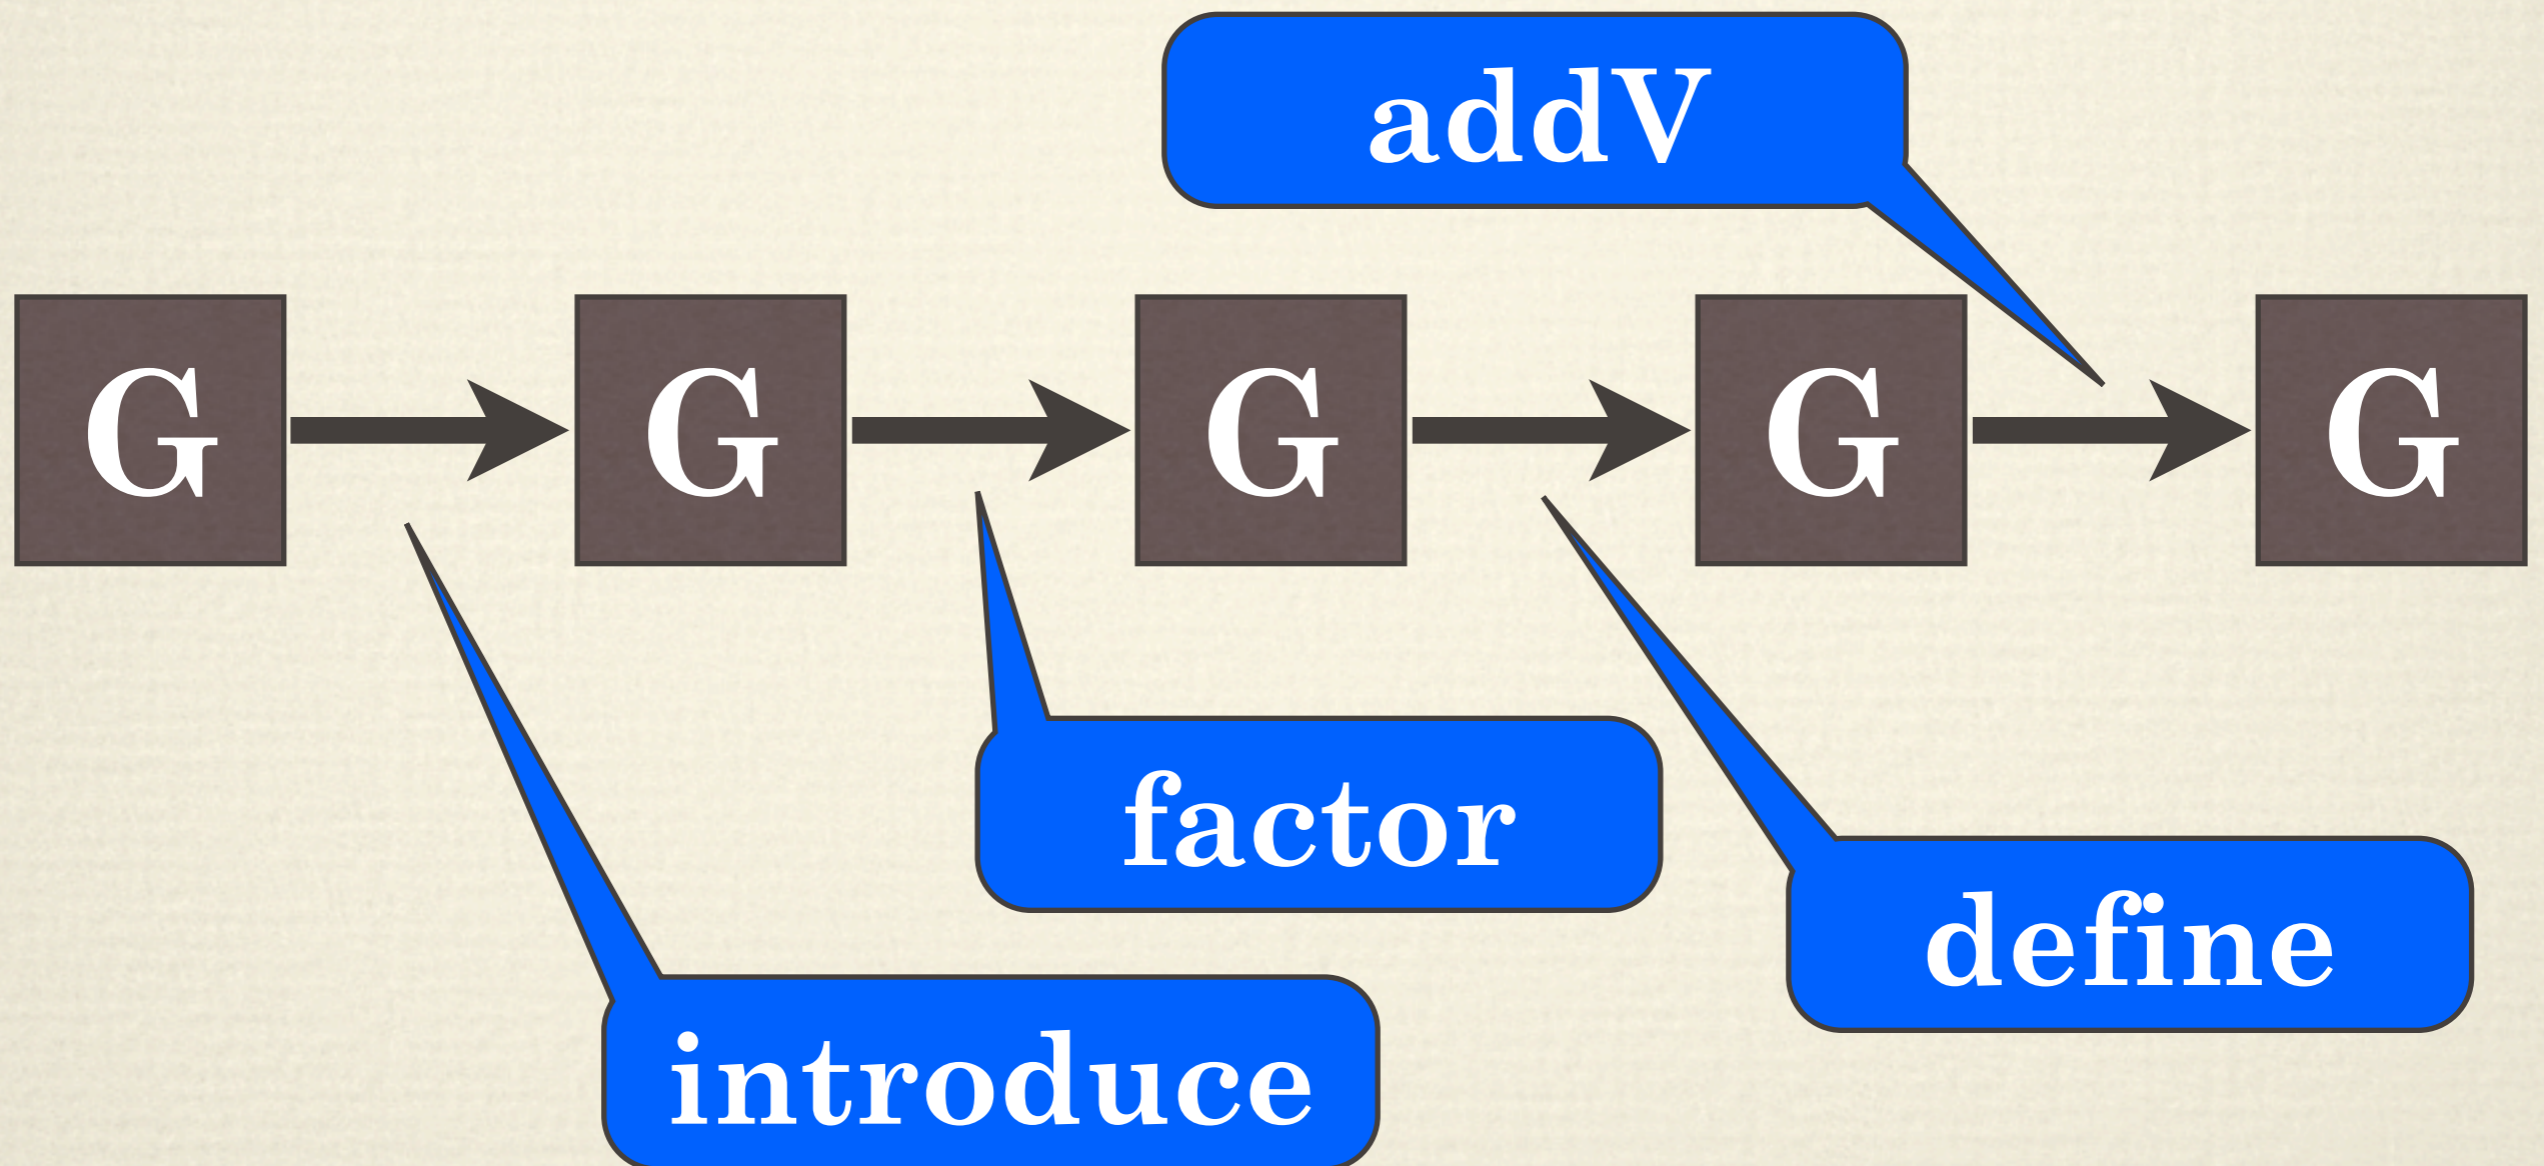 addV
G G G G G
factor
define
introduce